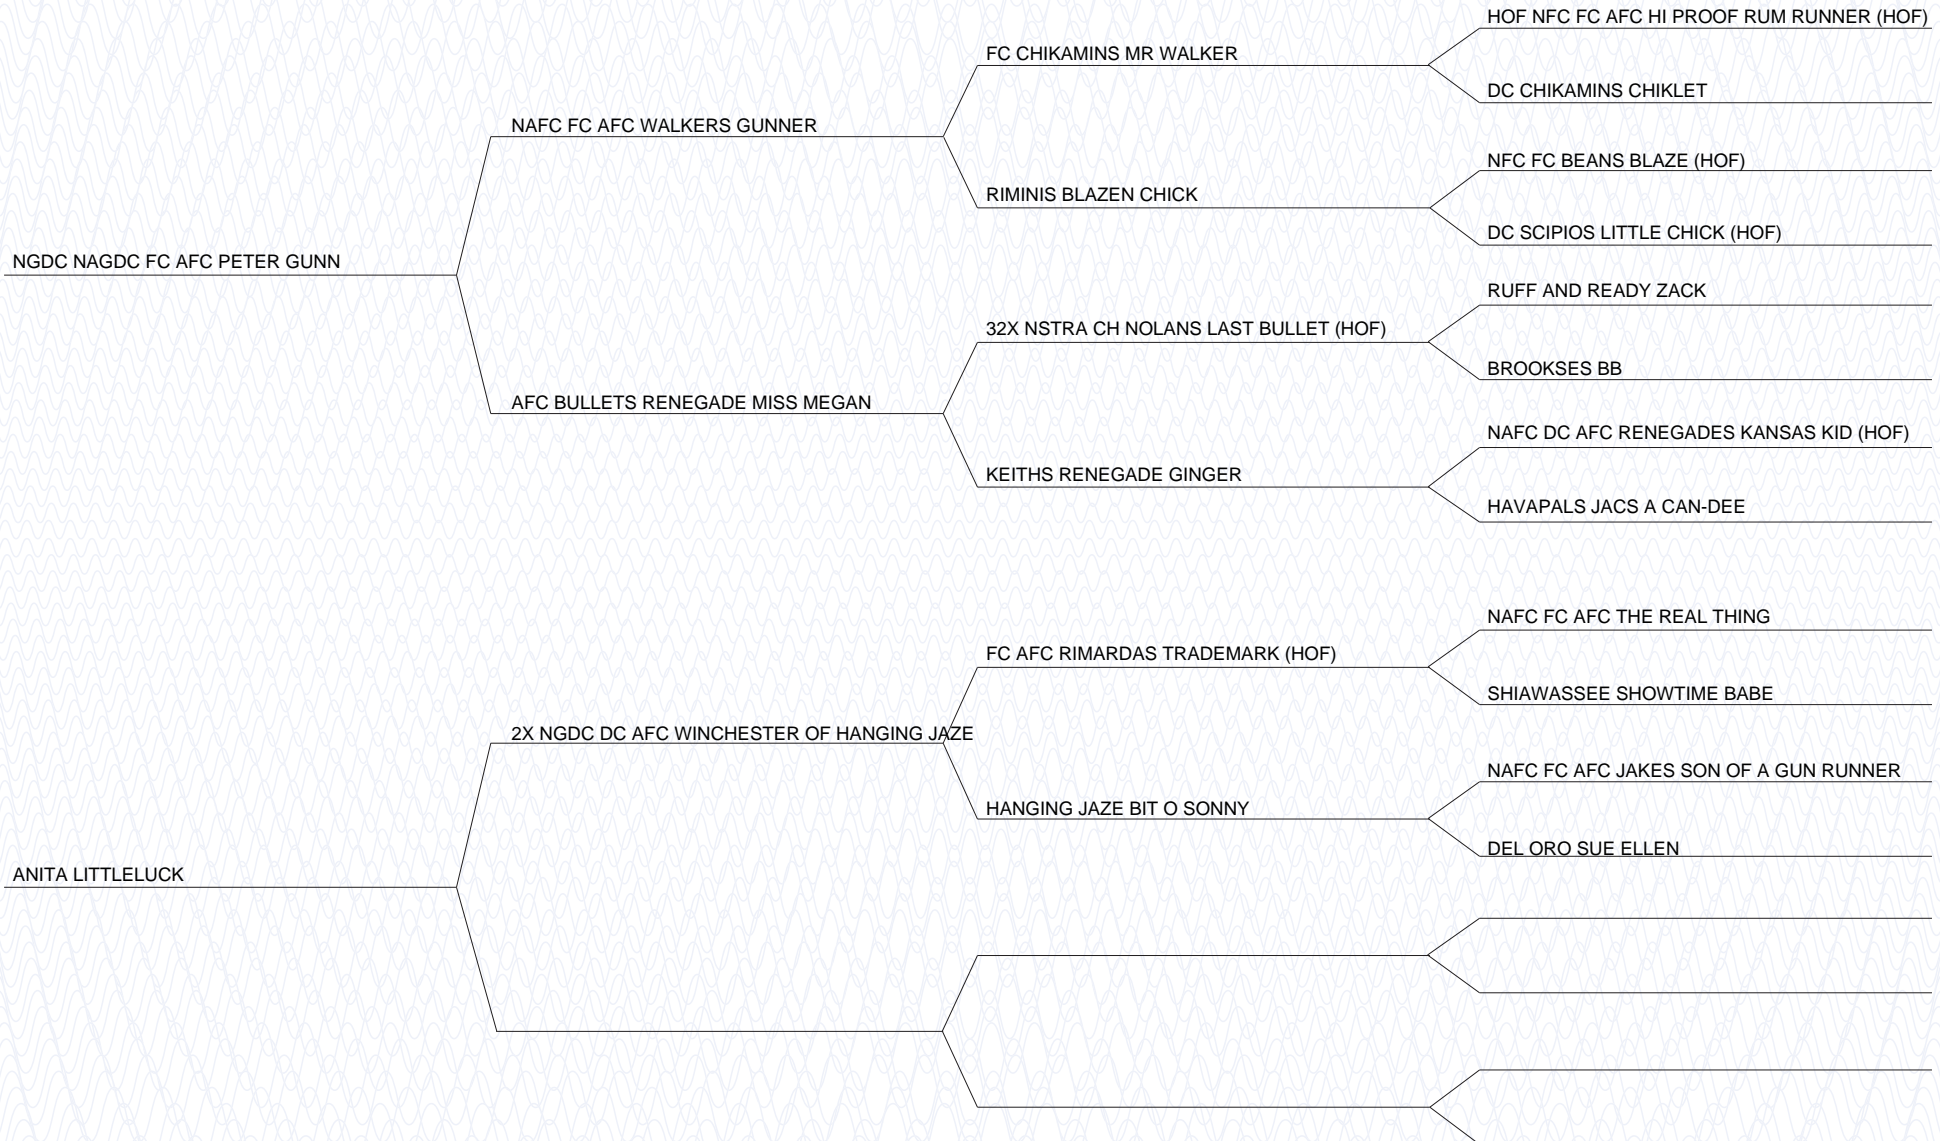 HOF NFC FC AFC HI PROOF RUM RUNNER (HOF)
FC CHIKAMINS MR WALKER
DC CHIKAMINS CHIKLET
NAFC FC AFC WALKERS GUNNER
NFC FC BEANS BLAZE (HOF)
RIMINIS BLAZEN CHICK
DC SCIPIOS LITTLE CHICK (HOF)
NGDC NAGDC FC AFC PETER GUNN
RUFF AND READY ZACK
32X NSTRA CH NOLANS LAST BULLET (HOF)
BROOKSES BB
AFC BULLETS RENEGADE MISS MEGAN
NAFC DC AFC RENEGADES KANSAS KID (HOF)
KEITHS RENEGADE GINGER
HAVAPALS JACS A CAN-DEE
NAFC FC AFC THE REAL THING
FC AFC RIMARDAS TRADEMARK (HOF)
SHIAWASSEE SHOWTIME BABE
2X NGDC DC AFC WINCHESTER OF HANGING JAZE
NAFC FC AFC JAKES SON OF A GUN RUNNER
HANGING JAZE BIT O SONNY
DEL ORO SUE ELLEN
ANITA LITTLELUCK